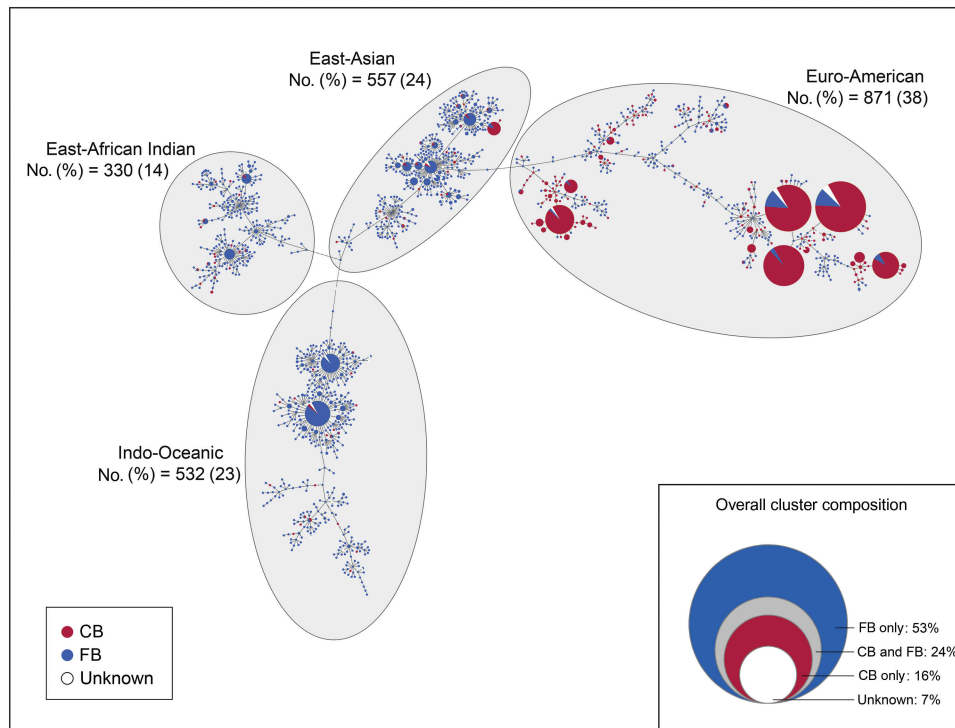 East-Asian
No. (%) = 557 (24)
Euro-American
No. (%) = 871 (38)
East-African Indian
No. (%) = 330 (14)
Indo-Oceanic
No. (%) = 532 (23)
CB
FB
Unknown
Overall cluster composition
FB only: 53%
CB and FB: 24%
CB only: 16%
Unknown: 7%